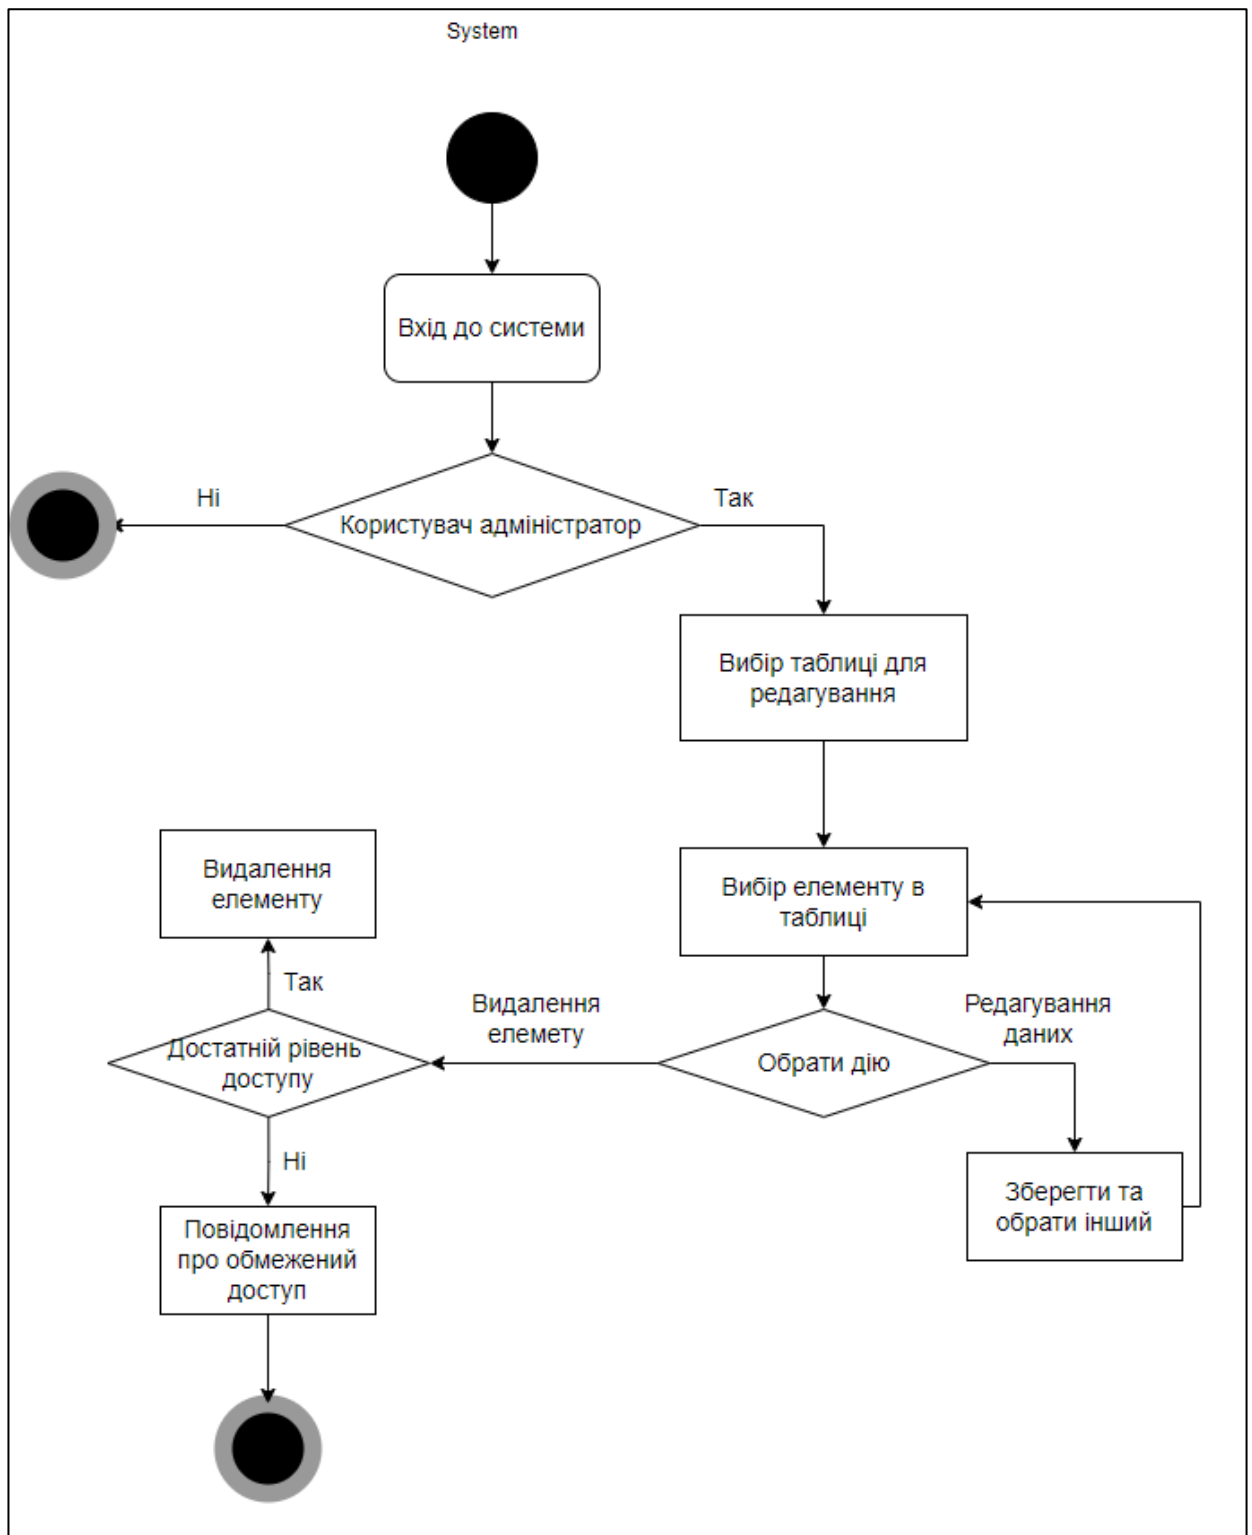 System
Вхід до системи
Ні
Так
Користувач адміністратор
Вибір таблиці для
редагування
Видалення
елементу
Вибір елементу в
таблиці
Так
Видалення
елемету
Редагування
даних
Достатній рівень
доступу
Обрати дію
Ні
Зберегти та
обрати інший
Повідомлення
про обмежений
доступ